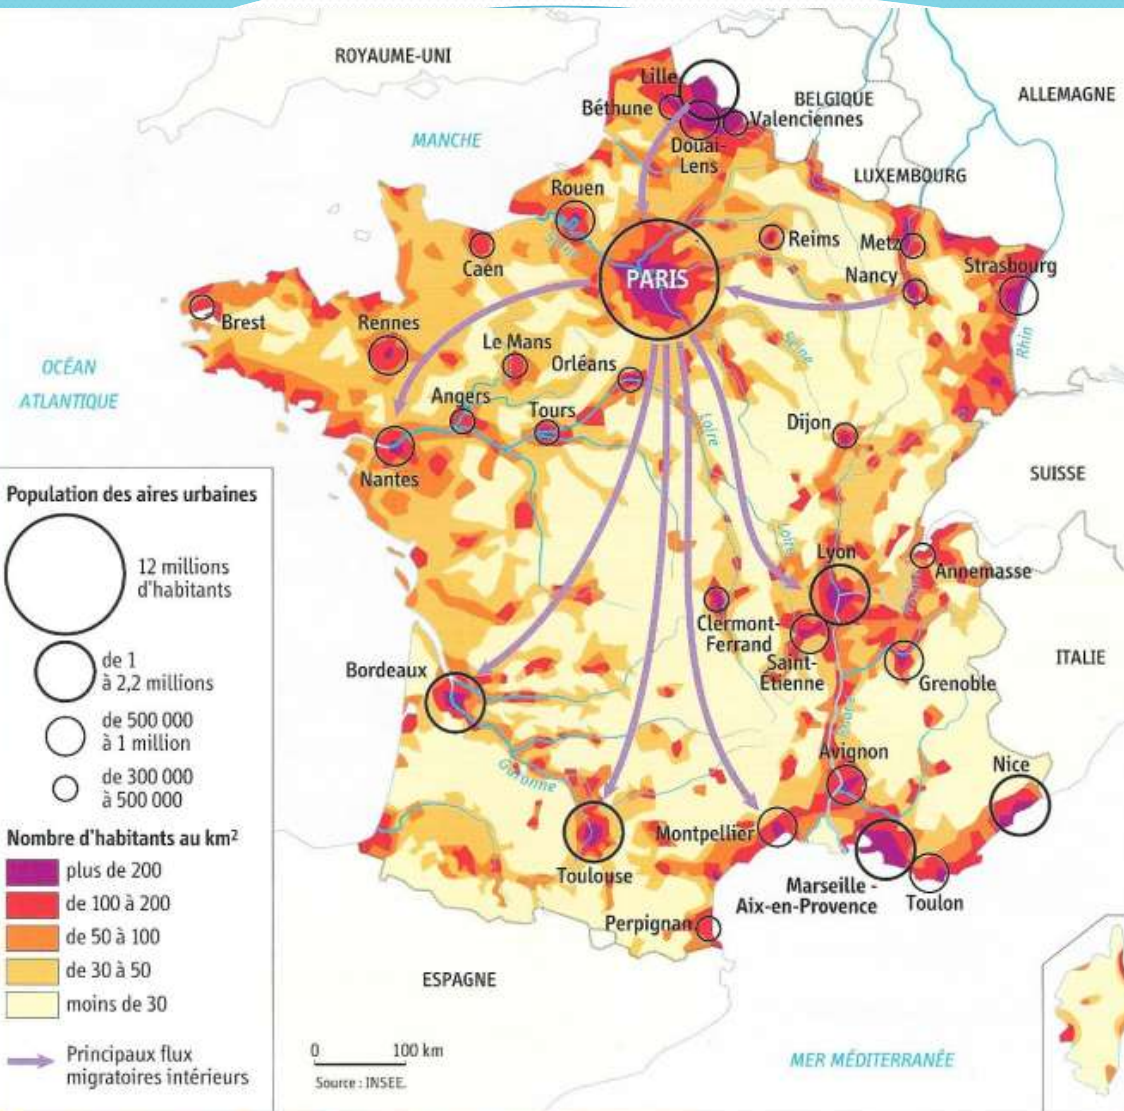 ROYAUME-UNI
Lille
BELGIQUE
ALLEMAGNE
Béthune
Valenciennes
MANCHE
Douai-
Lens
LUXEMBOURG
Rouen
Seine
Reims
Metz
Caen
PARIS
Nancy
Strasbourg
Brest
Rennes
Le Mans
Seine
Rhin
OCÉAN
ATLANTIQUE
Orléans
Angers
Tours
Loire
Dijon
Nantes
SUISSE
Loire
Lyon
Annemasse
Rhône
Clermont-
Ferrand
Saint-
Étienne
Grenoble
ITALIE
Bordeaux
Rhône
Garonne
Avignon
Nice
Montpellier
Toulouse
Marseille -
Aix-en-Provence
Toulon
Perpignan
ESPAGNE
MER MÉDITERRANÉE
Population des aires urbaines
12 millions
d'habitants
de 1
à 2,2 millions
de 500 000
à 1 million
de 300 000
à 500 000
Nombre d'habitants au km²
plus de 200
de 100 à 200
de 50 à 100
de 30 à 50
moins de 30
Principaux flux
migratoires intérieurs
0 100 km
Source : INSEE.